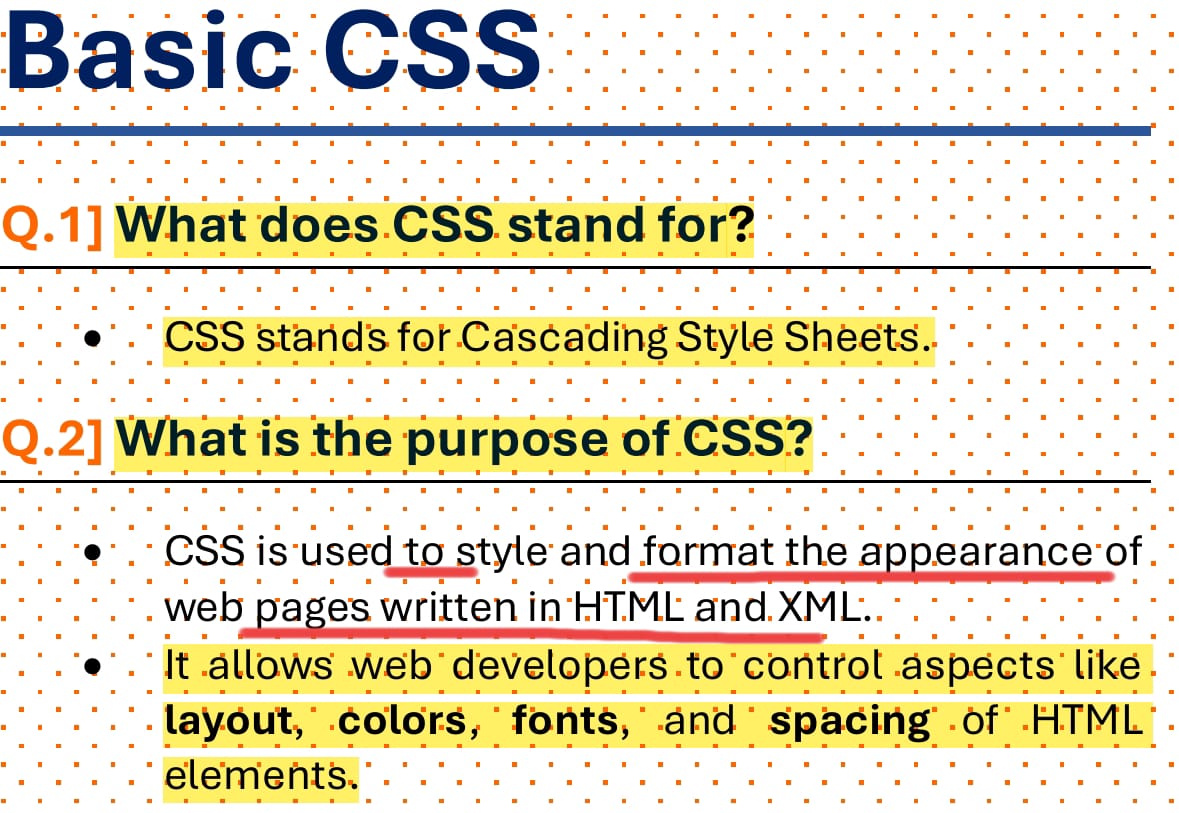 Basic CSS
Q.1] What does CSS stand for?
• CSS stands for Cascading Style Sheets.
Q.2] What is the purpose of CSS?
• CSS is used to style and format the appearance of
web pages written in HTML and XML.
• It allows web developers to control aspects like
layout, colors, fonts, and spacing of HTML
elements.